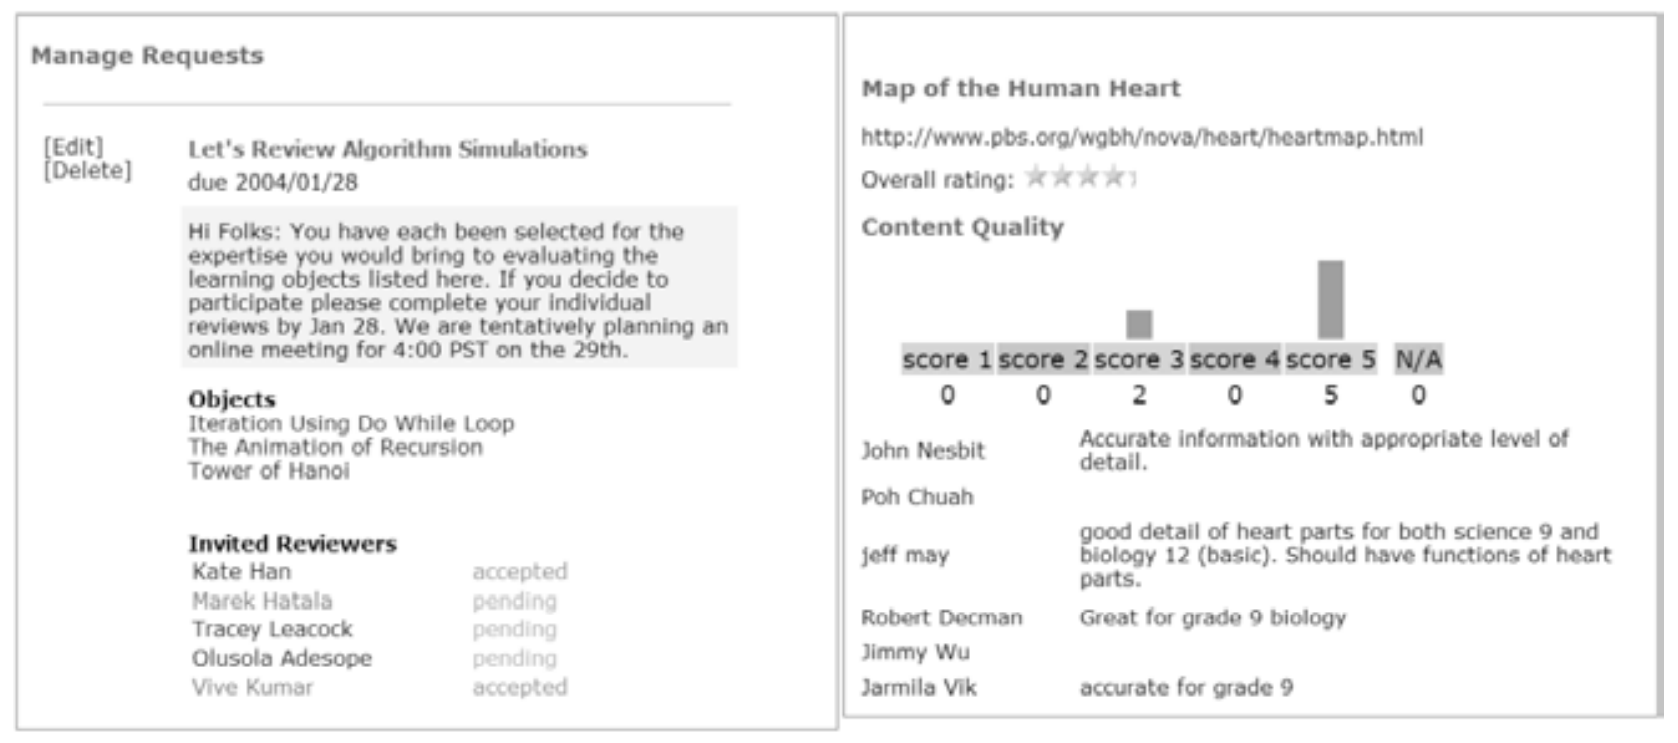 Manage Requests
[Edit]
[Delete]
Let's Review Algorithm Simulations
due 2004/01/28
Hi Folks: You have each been selected for the
expertise you would bring to evaluating the
learning objects listed here. If you decide to
participate please complete your individual
reviews by Jan 28. We are tentatively planning an
online meeting for 4:00 PST on the 29th.
Objects
Iteration Using Do While Loop
The Animation of Recursion
Tower of Hanoi
Invited Reviewers
Kate Han accepted
Marek Hatala pending
Tracey Leacock pending
Olusola Adesope pending
Vive Kumar accepted
Map of the Human Heart
http://www.pbs.org/wgbh/nova/heart/heartmap.html
Overall rating:
Content Quality
score 1 score 2 score 3 score 4 score 5 N/A
0 0 2 0 5 0
John Nesbit Accurate information with appropriate level of
detail.
Poh Chuah
jeff may good detail of heart parts for both science 9 and
biology 12 (basic). Should have functions of heart
parts.
Robert Decman Great for grade 9 biology
Jimmy Wu
Jarmila Vik accurate for grade 9